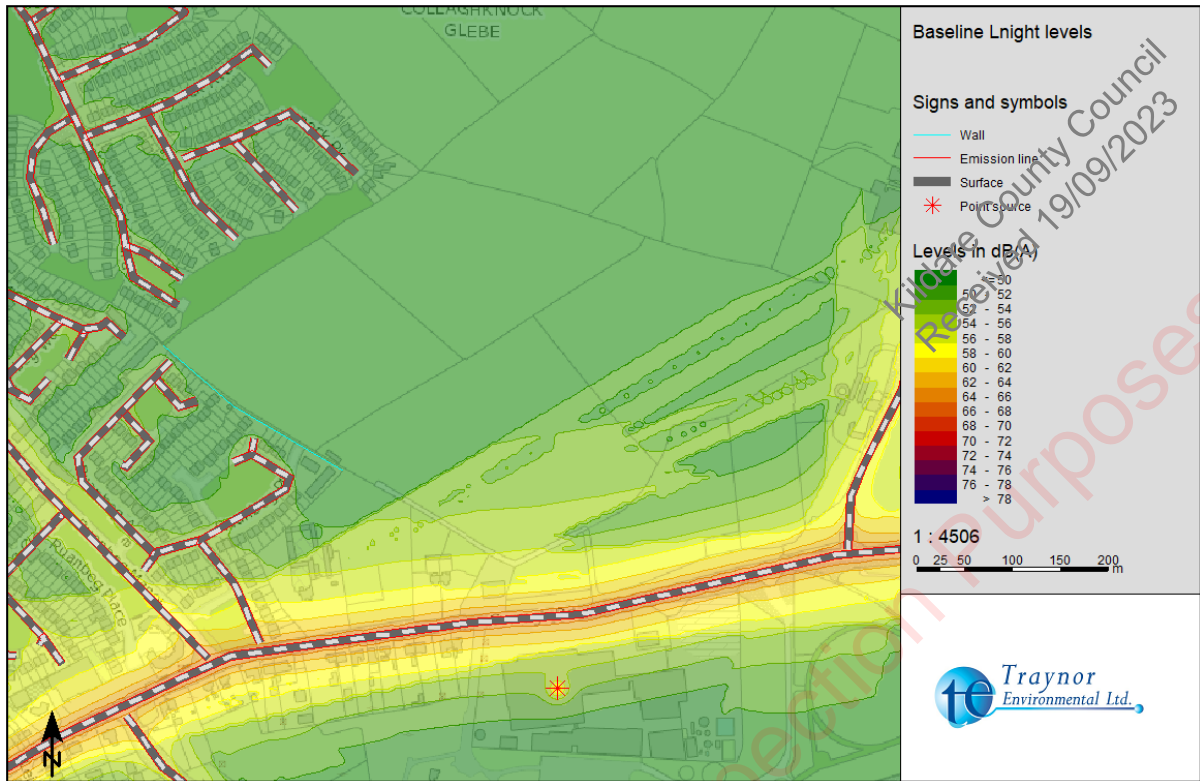 COLLAGHKNOCK
GLEBE
Ruanbeg Place
N
Baseline Lnight levels
Signs and symbols
Wall
Emission line
Surface
Point source
Levels in dB(A)
<= 50
50 - 52
52 - 54
54 - 56
56 - 58
58 - 60
60 - 62
62 - 64
64 - 66
66 - 68
68 - 70
70 - 72
72 - 74
74 - 76
76 - 78
> 78
1 : 4506
0 25 50 100 150 200
m
te
Traynor
Environmental Ltd.
Kildare County Council
Received 19/09/2023
Purposes